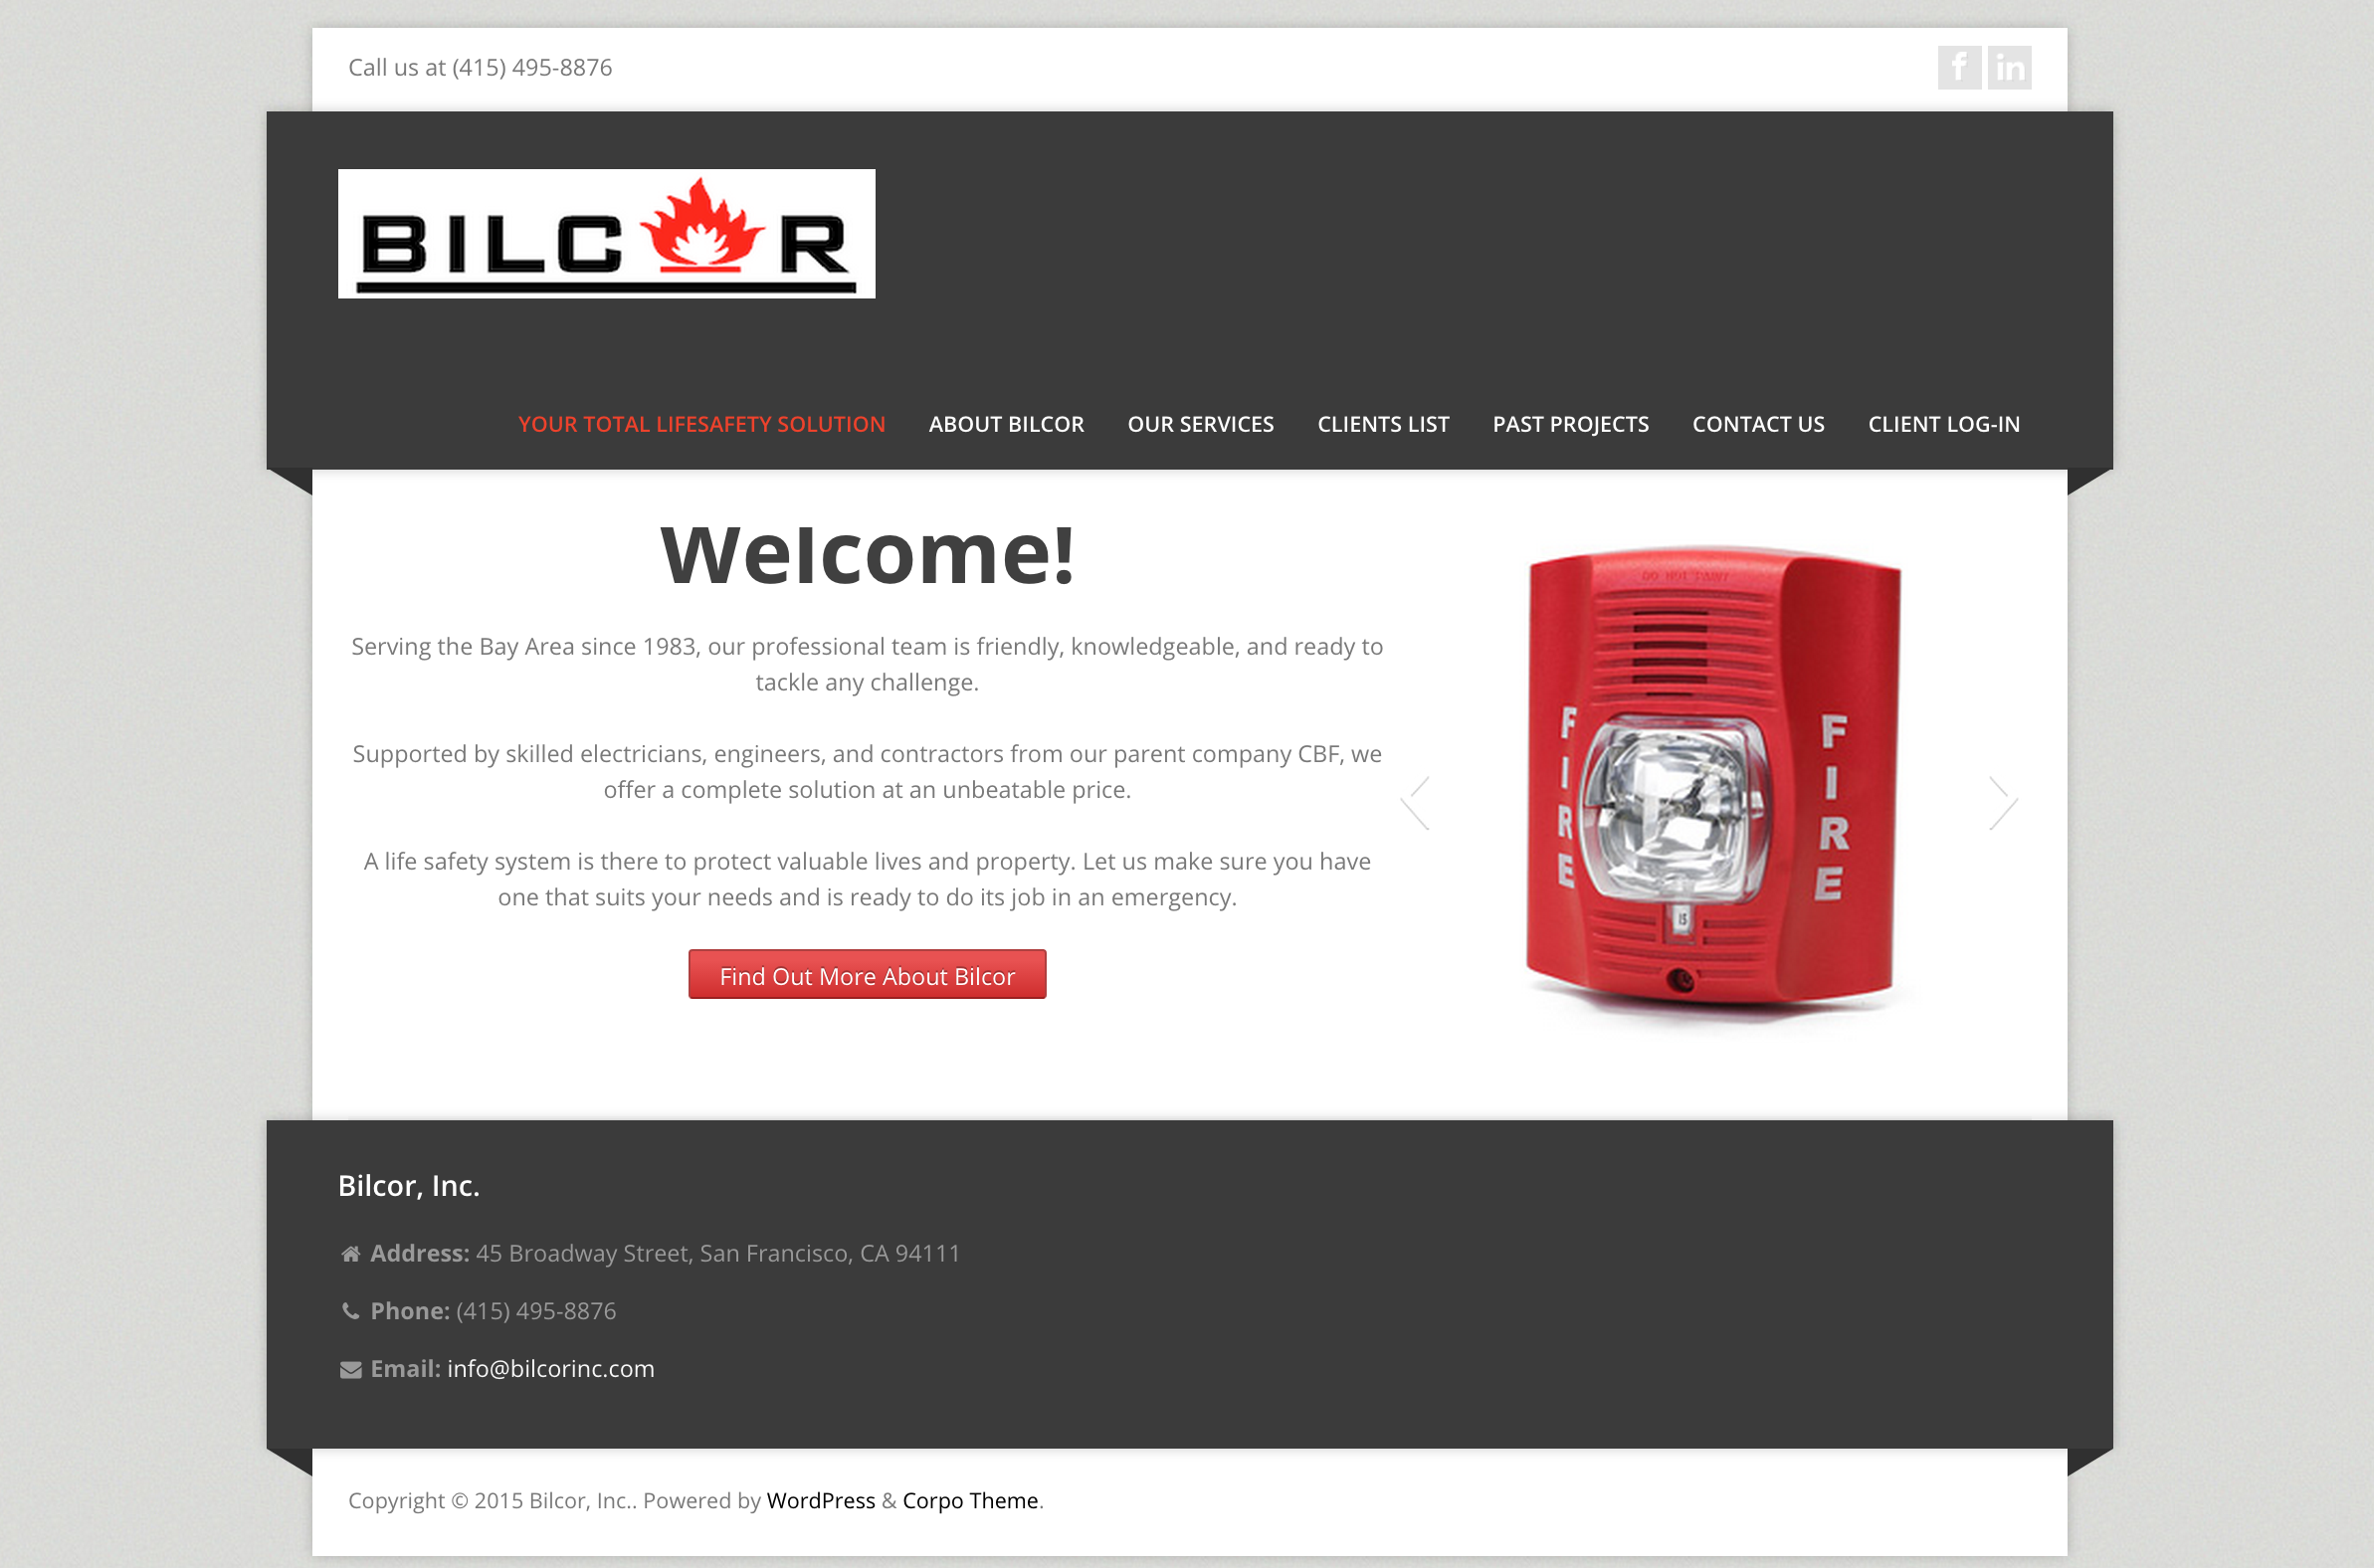 Call us at (415) 495-8876
f in
BILCOR
YOUR TOTAL LIFESAFETY SOLUTION ABOUT BILCOR OUR SERVICES CLIENTS LIST PAST PROJECTS CONTACT US CLIENT LOG-IN
Welcome!
Serving the Bay Area since 1983, our professional team is friendly, knowledgeable, and ready to
tackle any challenge.
Supported by skilled electricians, engineers, and contractors from our parent company CBF, we
offer a complete solution at an unbeatable price.
A life safety system is there to protect valuable lives and property. Let us make sure you have
one that suits your needs and is ready to do its job in an emergency.
Find Out More About Bilcor
DO NOT PAINT
FIRE
FIRE
15
Bilcor, Inc.
Address: 45 Broadway Street, San Francisco, CA 94111
Phone: (415) 495-8876
Email: info@bilcorinc.com
Copyright © 2015 Bilcor, Inc.. Powered by WordPress & Corpo Theme.